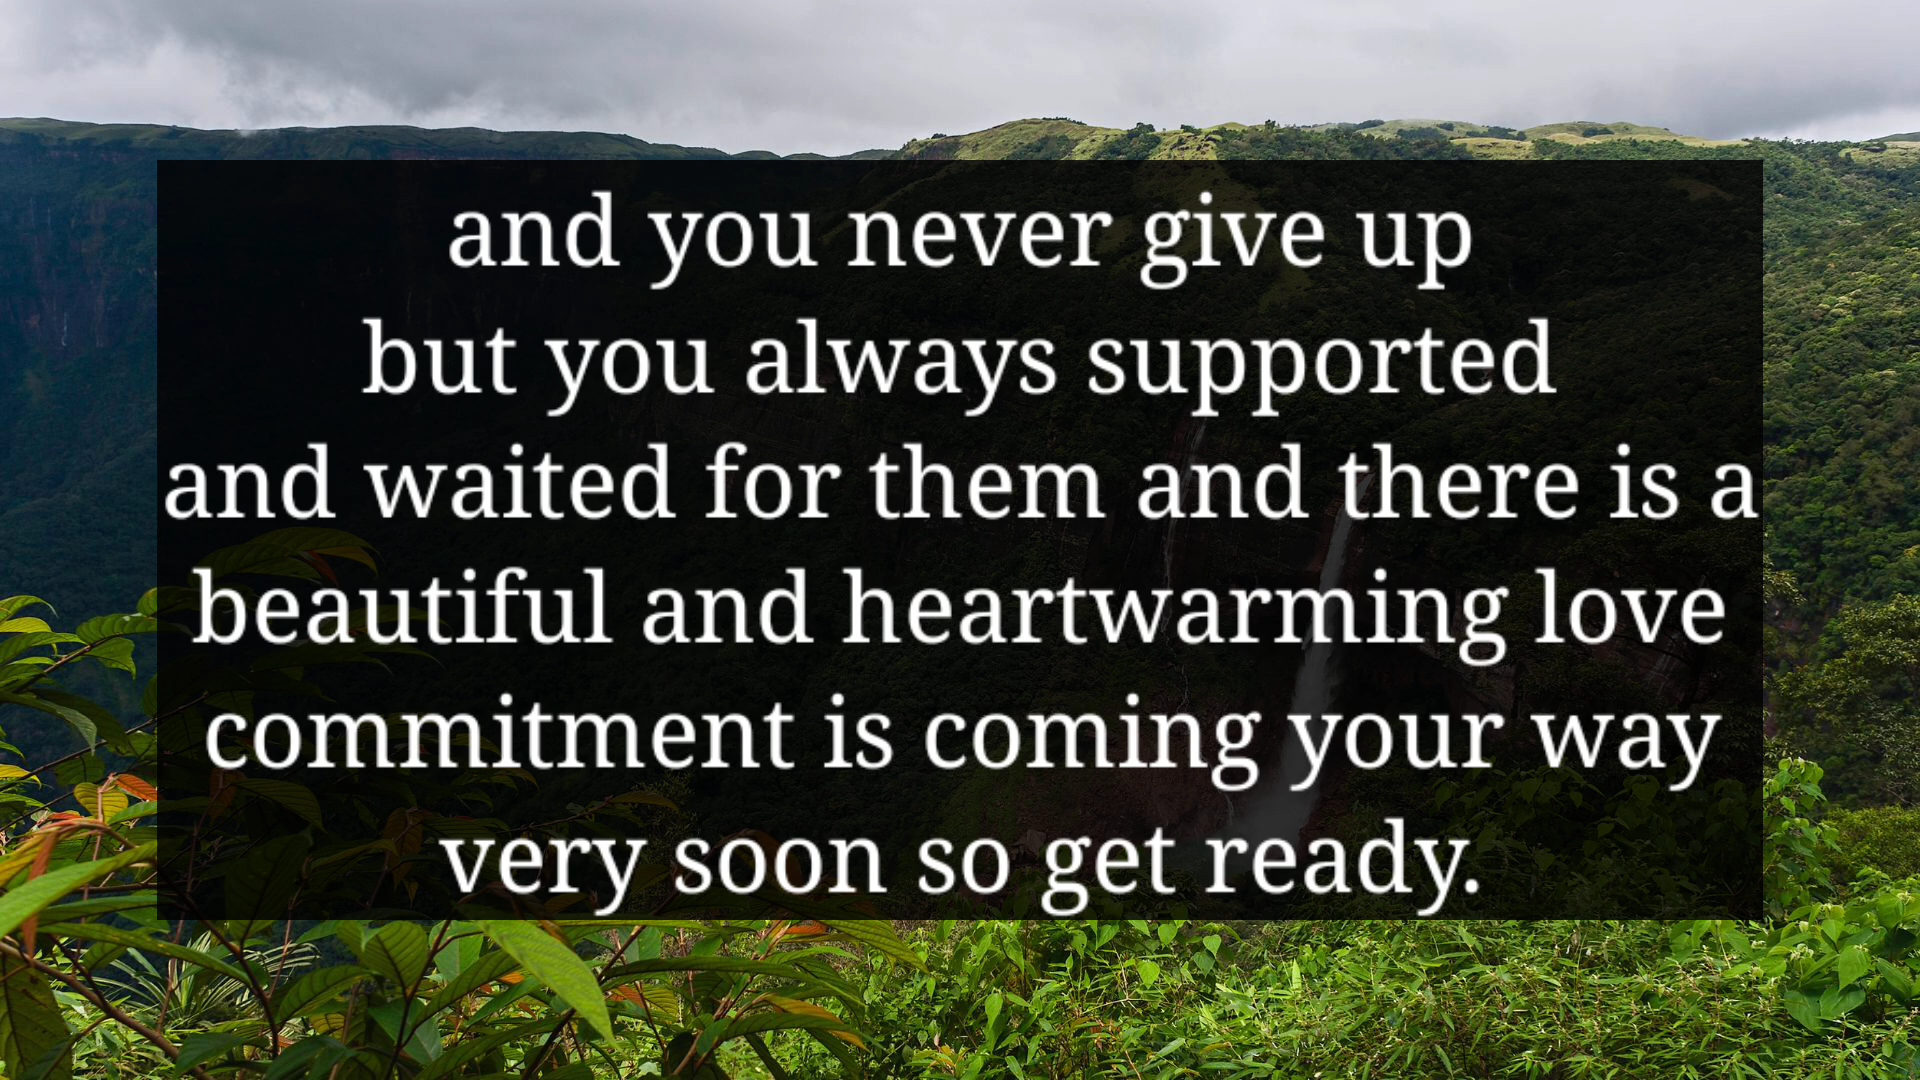 and you never give up
but you always supported
and waited for them and there is a
beautiful and heartwarming love
commitment is coming your way
very soon so get ready.